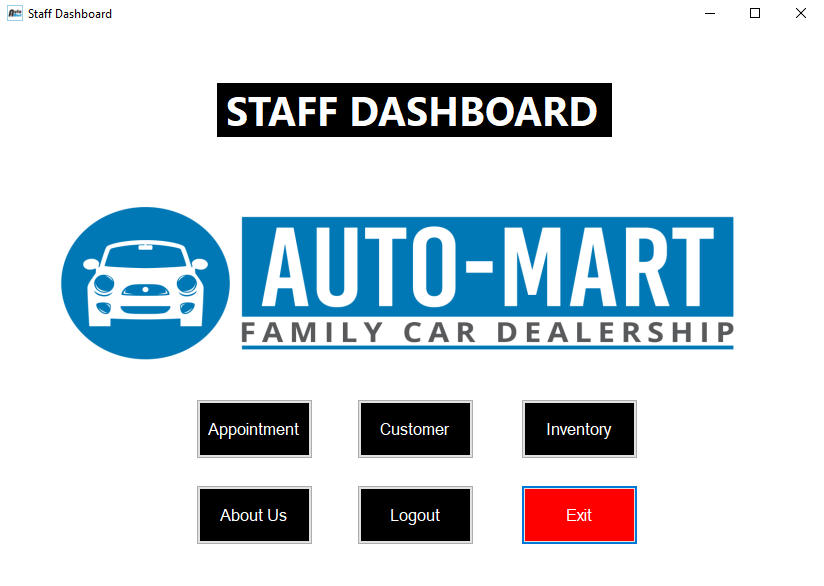 Staff Dashboard
STAFF DASHBOARD
AUTO-MART
FAMILY CAR DEALERSHIP
Appointment
Customer
Inventory
About Us
Logout
Exit